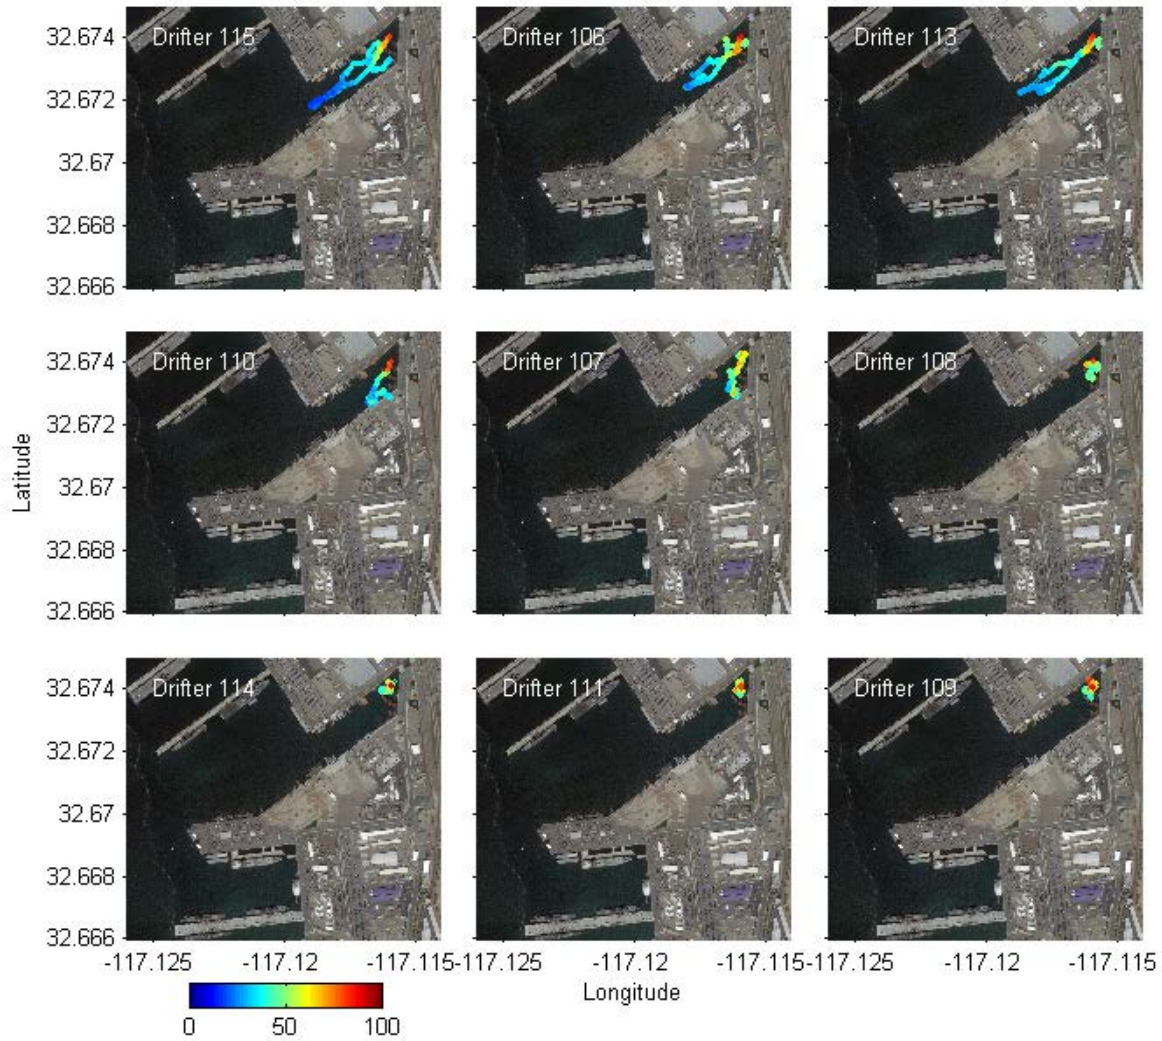 32.674
32.672
32.67
32.668
32.666
Drifter 115
Drifter 106
Drifter 113
32.674
32.672
32.67
32.668
32.666
Drifter 110
Drifter 107
Drifter 108
Latitude
32.674
32.672
32.67
32.668
32.666
Drifter 114
Drifter 111
Drifter 109
-117.125 -117.12 -117.115 -117.125 -117.12 -117.115 -117.125 -117.12 -117.115
Longitude
0 50 100